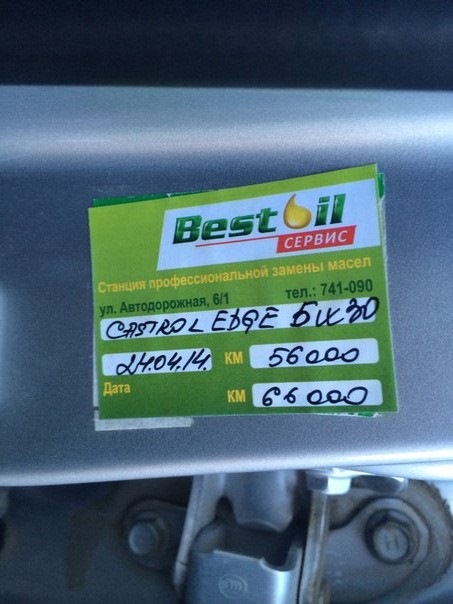 Best Oil
СЕРВИС
Станция профессиональной замены масел
ул. Автодорожная, 6/1 тел.: 741-090
CASTROL EDGE 5W30
24.04.14. КМ 56000
Дата КМ 66000